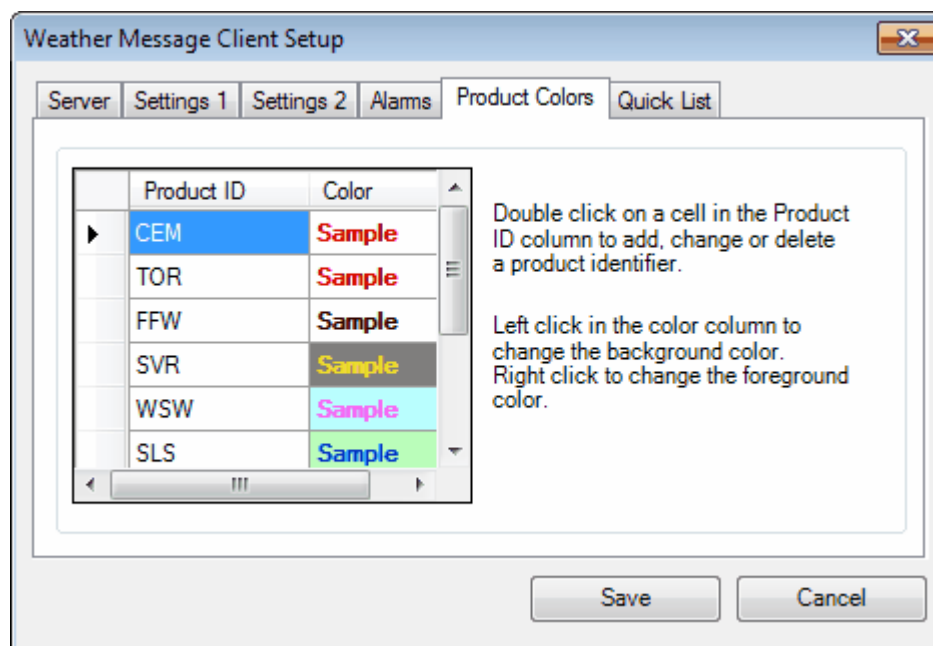 Weather Message Client Setup
Server Settings 1 Settings 2 Alarms Product Colors Quick List
Product ID Color
CEM Sample
TOR Sample
FFW Sample
SVR Sample
WSW Sample
SLS Sample
Double click on a cell in the Product
ID column to add, change or delete
a product identifier.
Left click in the color column to
change the background color.
Right click to change the foreground
color.
Save Cancel